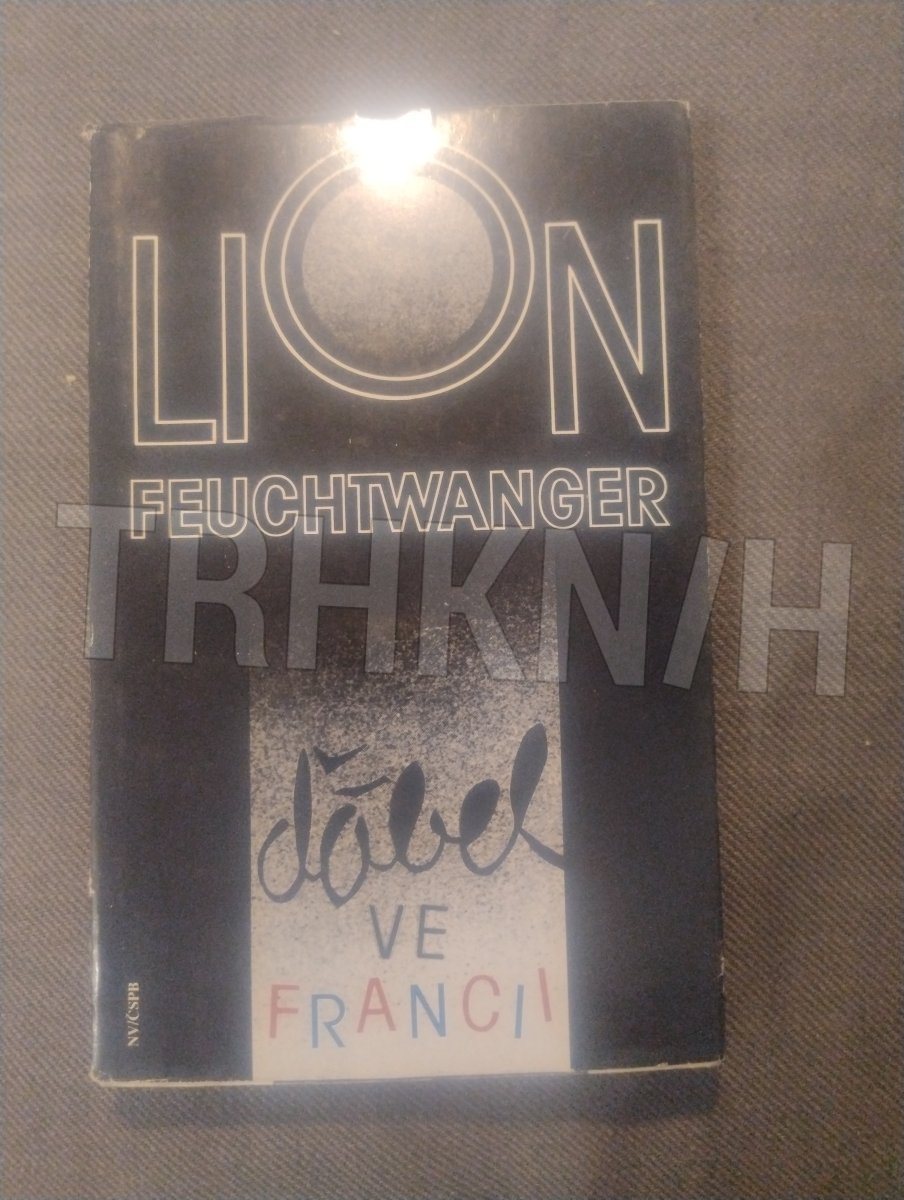 LION
FEUCHTWANGER
TRHKNIH
ďábel
VE
FRANCII
NV/ČSPB